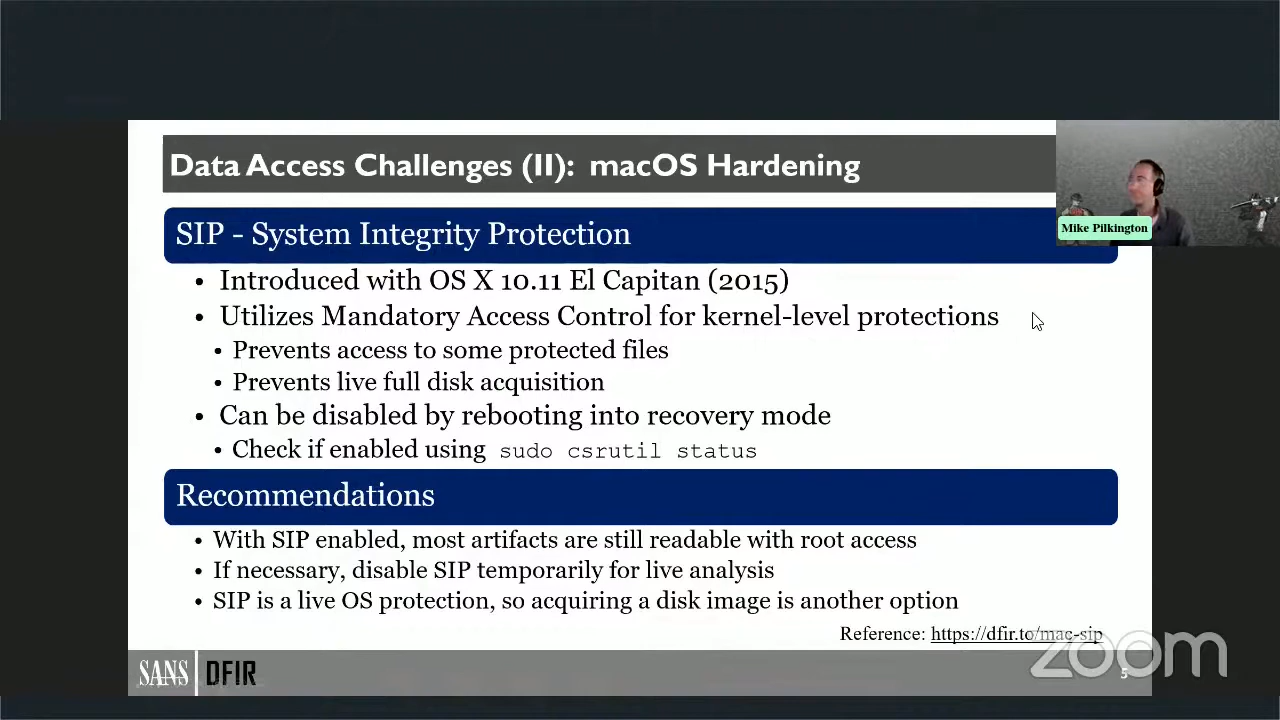 Data Access Challenges (II): macOS Hardening
Mike Pilkington
SIP - System Integrity Protection
• Introduced with OS X 10.11 El Capitan (2015)
• Utilizes Mandatory Access Control for kernel-level protections
• Prevents access to some protected files
• Prevents live full disk acquisition
• Can be disabled by rebooting into recovery mode
• Check if enabled using sudo csrutil status
Recommendations
• With SIP enabled, most artifacts are still readable with root access
• If necessary, disable SIP temporarily for live analysis
• SIP is a live OS protection, so acquiring a disk image is another option
Reference: https://dfir.to/mac-sip
zoom
SANS DFIR
5